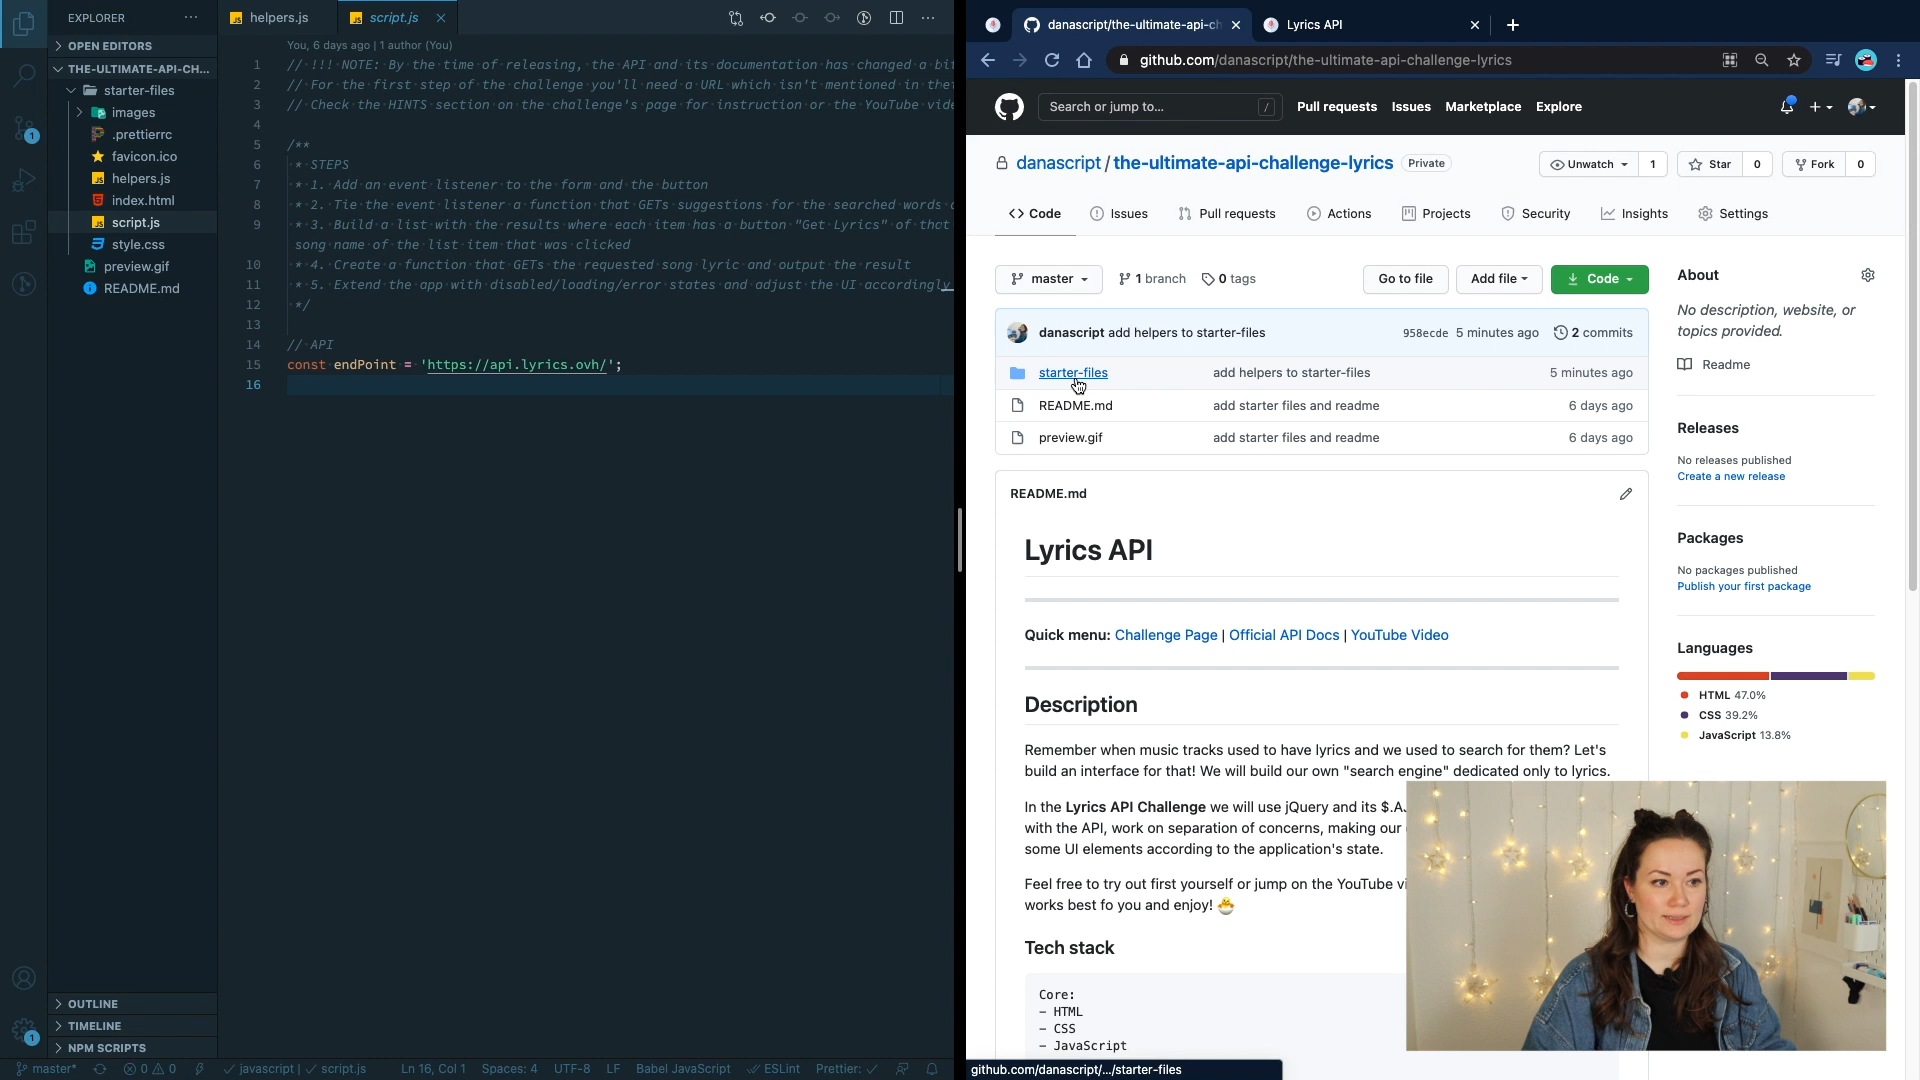 EXPLORER
OPEN EDITORS
THE-ULTIMATE-API-CH...
starter-files
images
.prettierrc
favicon.ico
helpers.js
index.html
script.js
style.css
preview.gif
README.md
OUTLINE
TIMELINE
NPM SCRIPTS
1
1
helpers.js
script.js
You, 6 days ago | 1 author (You)
1 // !!! NOTE: By the time of releasing, the API and its documentation has changed a bit
2 // For the first step of the challenge you'll need a URL which isn't mentioned in the
3 // Check the HINTS section on the challenge's page for instruction or the YouTube vide
4
5 /**
6 * STEPS
7 * 1. Add an event listener to the form and the button
8 * 2. Tie the event listener a function that GETs suggestions for the searched words
9 * 3. Build a list with the results where each item has a button "Get Lyrics" of that
song name of the list item that was clicked
10 * 4. Create a function that GETs the requested song lyric and output the result
11 * 5. Extend the app with disabled/loading/error states and adjust the UI accordingly
12 */
13
14 // API
15 const endPoint = 'https://api.lyrics.ovh/';
16
master* 0 0 javascript | script.js Ln 16, Col 1 Spaces: 4 UTF-8 LF Babel JavaScript ESLint Prettier:
danascript/the-ultimate-api-ch
Lyrics API
github.com/danascript/the-ultimate-api-challenge-lyrics
Search or jump to... /
Pull requests Issues Marketplace Explore
danascript / the-ultimate-api-challenge-lyrics Private
Unwatch 1 Star 0 Fork 0
Code Issues Pull requests Actions Projects Security Insights Settings
master 1 branch 0 tags Go to file Add file Code
danascript add helpers to starter-files 958ecde 5 minutes ago 2 commits
starter-files add helpers to starter-files 5 minutes ago
README.md add starter files and readme 6 days ago
preview.gif add starter files and readme 6 days ago
README.md
Lyrics API
Quick menu: Challenge Page | Official API Docs | YouTube Video
Description
Remember when music tracks used to have lyrics and we used to search for them? Let's
build an interface for that! We will build our own "search engine" dedicated only to lyrics.
In the Lyrics API Challenge we will use jQuery and its $.A
with the API, work on separation of concerns, making our
some UI elements according to the application's state.
Feel free to try out first yourself or jump on the YouTube vi
works best fo you and enjoy! 🐣
Tech stack
Core:
- HTML
- CSS
- JavaScript
github.com/danascript/.../starter-files
About
No description, website, or
topics provided.
Readme
Releases
No releases published
Create a new release
Packages
No packages published
Publish your first package
Languages
HTML 47.0%
CSS 39.2%
JavaScript 13.8%